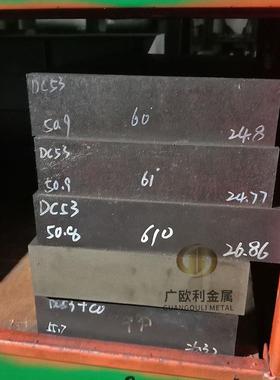 DC53
50.9 60 24.8
DC53
50.9 61 24.77
DC53
50.8 610 26.86
广欧利金属
GUANGOULI METAL
DC53+CO